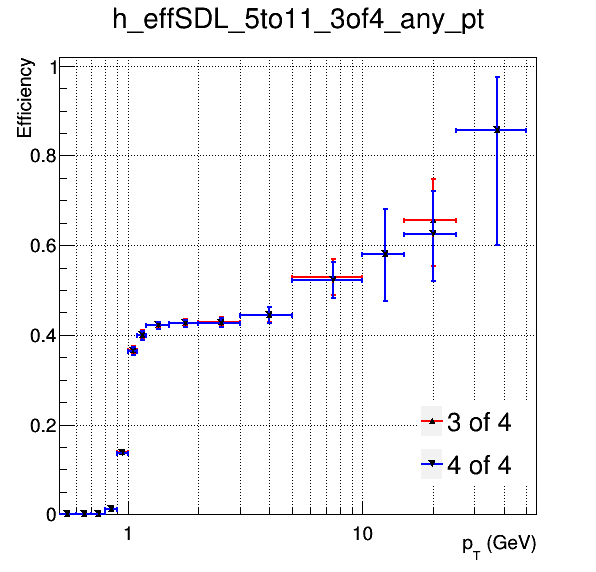 h_effSDL_5to11_3of4_any_pt
Efficiency
1
0.8
0.6
0.4
0.2
0
3 of 4
4 of 4
1
10
p_T (GeV)